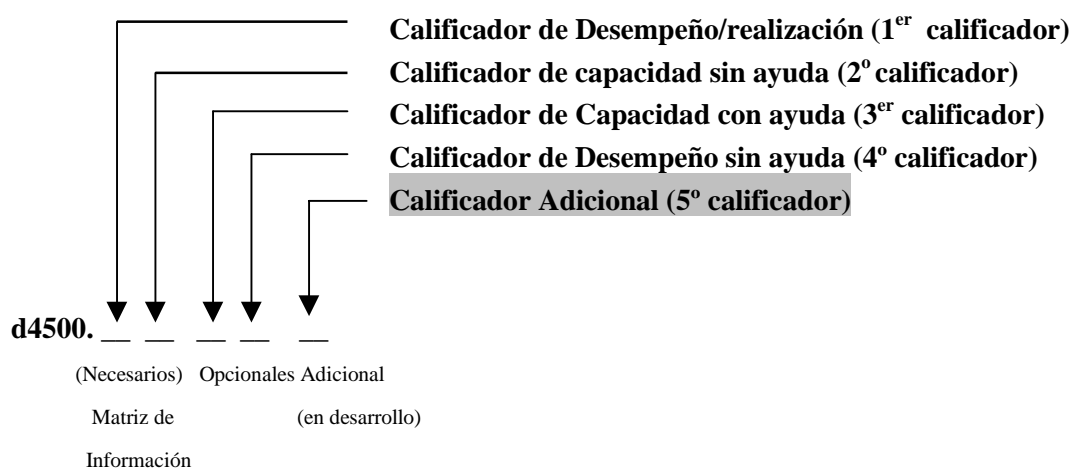 Calificador de Desempeño/realización (1er calificador)
Calificador de capacidad sin ayuda (2º calificador)
Calificador de Capacidad con ayuda (3er calificador)
Calificador de Desempeño sin ayuda (4º calificador)
Calificador Adicional (5º calificador)
d4500. __ __ __ __ __
(Necesarios) Opcionales Adicional
Matriz de (en desarrollo)
Información